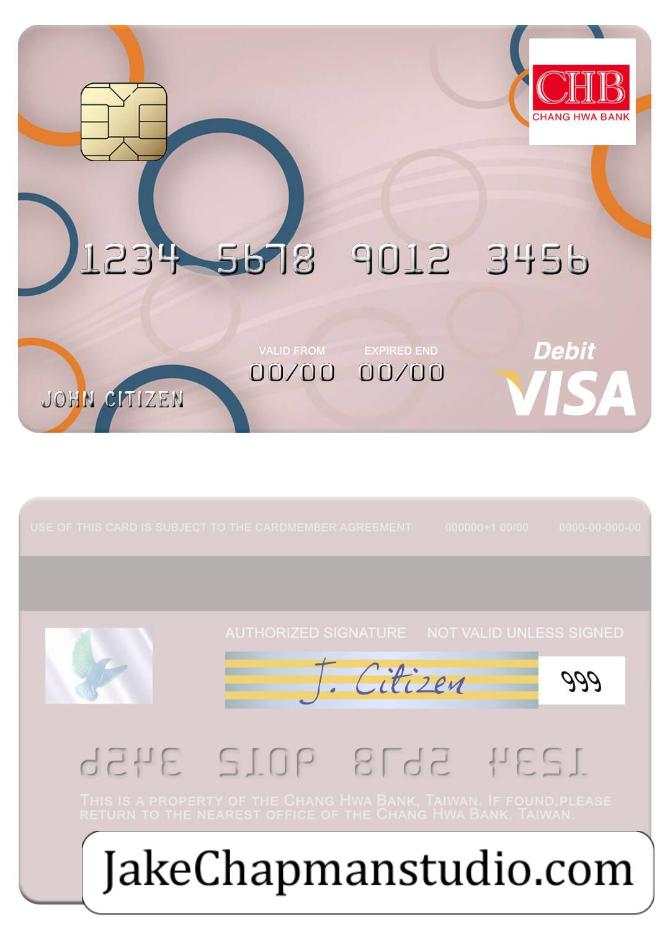 CHB
CHANG HWA BANK
1234 5678 9012 3456
VALID FROM EXPIRED END
00/00 00/00
JOHN CITIZEN
Debit
VISA
USE OF THIS CARD IS SUBJECT TO THE CARDMEMBER AGREEMENT 000000+1 00/00 0000-00-000-00
AUTHORIZED SIGNATURE NOT VALID UNLESS SIGNED
J. Citizen 999
1234 5678 9012 3456
THIS IS A PROPERTY OF THE CHANG HWA BANK, TAIWAN. IF FOUND,PLEASE
RETURN TO THE NEAREST OFFICE OF THE CHANG HWA BANK, TAIWAN.
JakeChapmanstudio.com